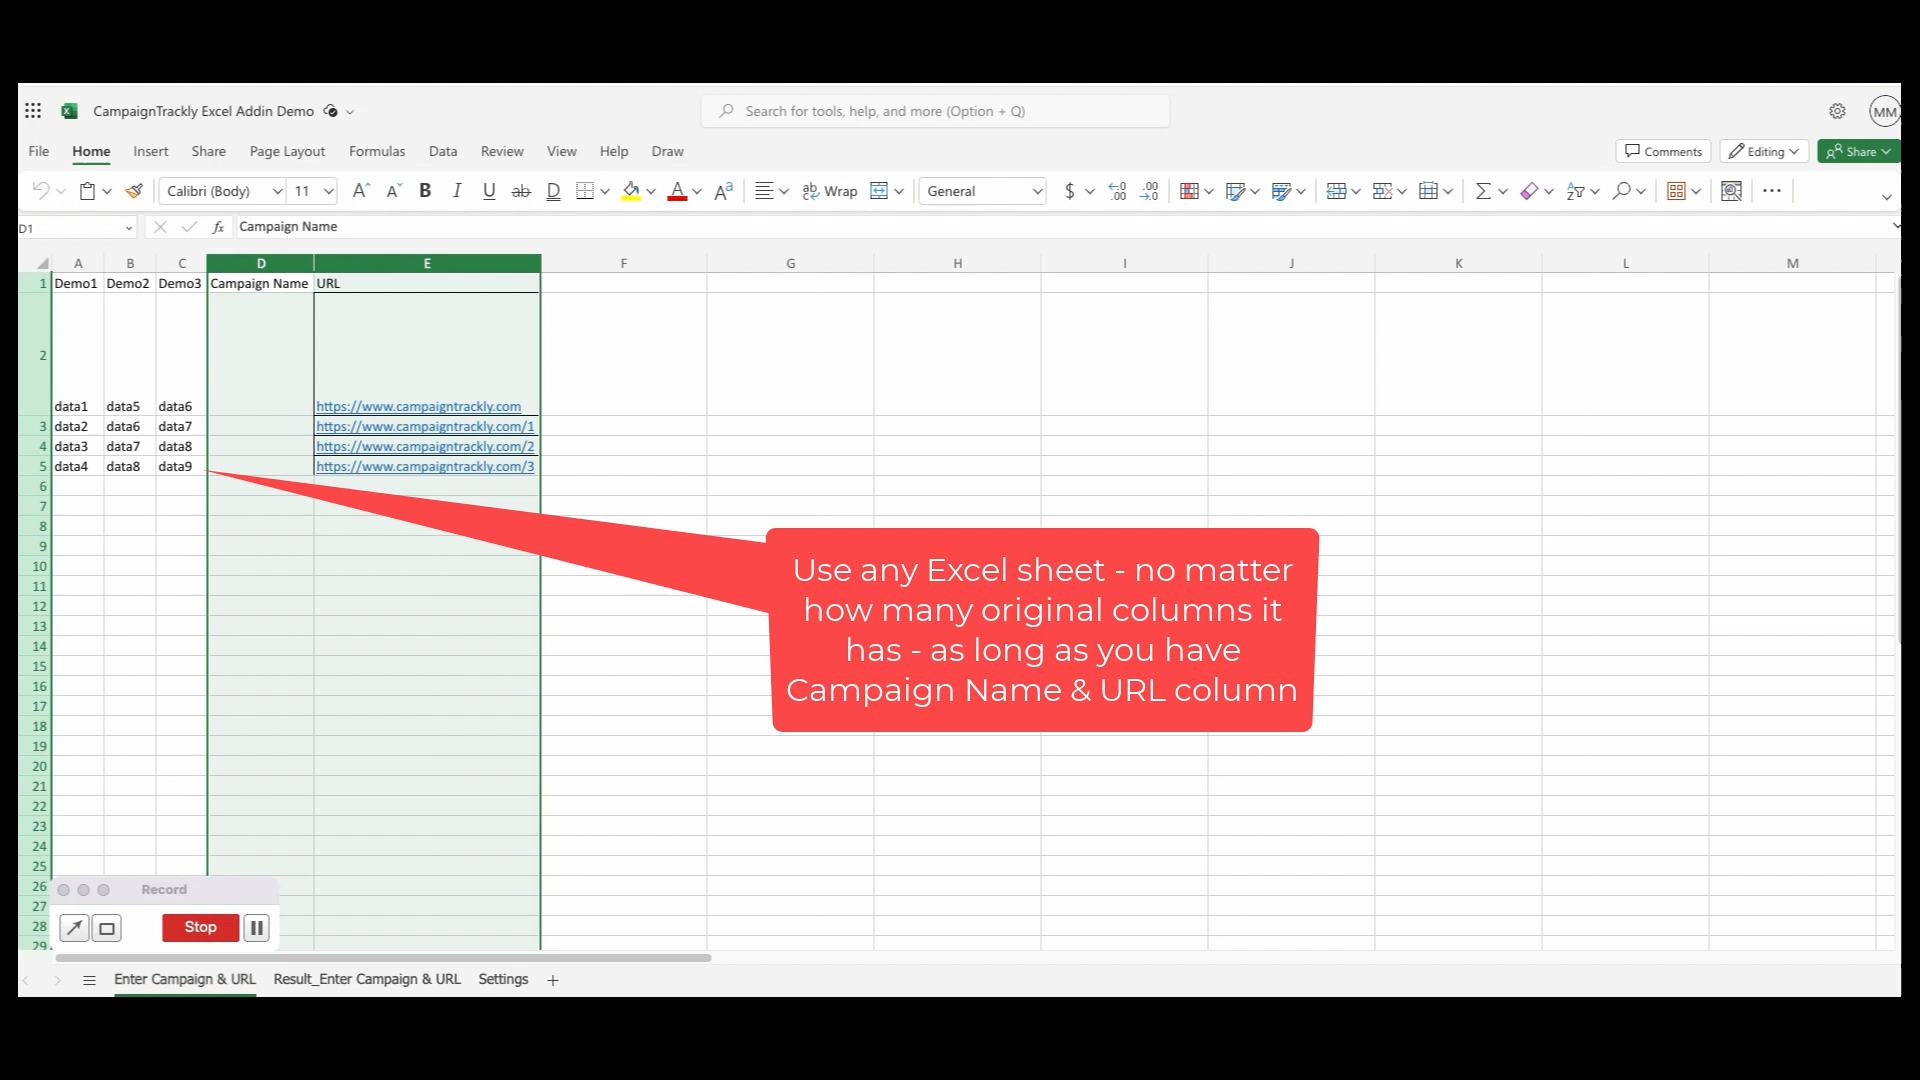 CampaignTrackly Excel Addin Demo
Search for tools, help, and more (Option + Q)
MM
File Home Insert Share Page Layout Formulas Data Review View Help Draw
Comments Editing Share
Calibri (Body) 11 B I U ab D A Wrap General $
D1 fx Campaign Name
A B C D E F G H I J K L M
1 Demo1 Demo2 Demo3 Campaign Name URL
2 data1 data5 data6 https://www.campaigntrackly.com
3 data2 data6 data7 https://www.campaigntrackly.com/1
4 data3 data7 data8 https://www.campaigntrackly.com/2
5 data4 data8 data9 https://www.campaigntrackly.com/3
6
7
8
9
10
11
12
13
14
15
16
17
18
19
20
21
22
23
24
25
26
27
28
29
Use any Excel sheet - no matter
how many original columns it
has - as long as you have
Campaign Name & URL column
Record
Stop
Enter Campaign & URL Result_Enter Campaign & URL Settings